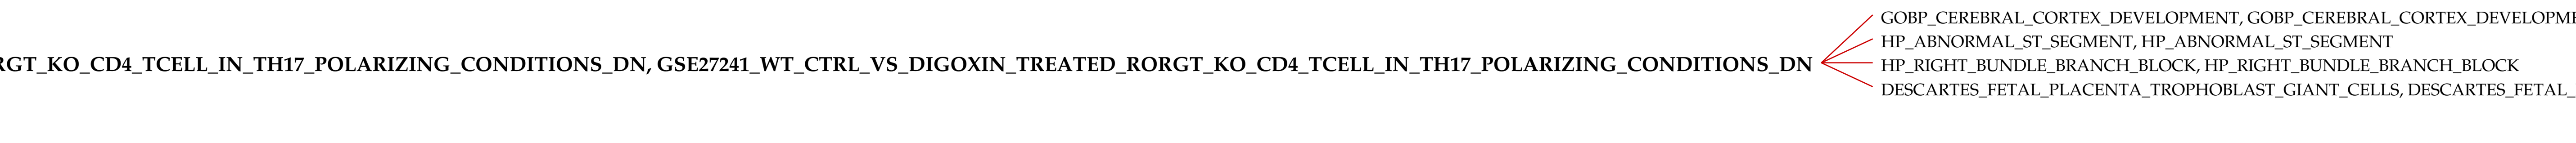 GOBP_CEREBRAL_CORTEX_DEVELOPMENT, GOBP_CEREBRAL_CORTEX_DEVELOPME
HP_ABNORMAL_ST_SEGMENT, HP_ABNORMAL_ST_SEGMENT
RGT_KO_CD4_TCELL_IN_TH17_POLARIZING_CONDITIONS_DN, GSE27241_WT_CTRL_VS_DIGOXIN_TREATED_RORGT_KO_CD4_TCELL_IN_TH17_POLARIZING_CONDITIONS_DN
HP_RIGHT_BUNDLE_BRANCH_BLOCK, HP_RIGHT_BUNDLE_BRANCH_BLOCK
DESCARTES_FETAL_PLACENTA_TROPHOBLAST_GIANT_CELLS, DESCARTES_FETAL_